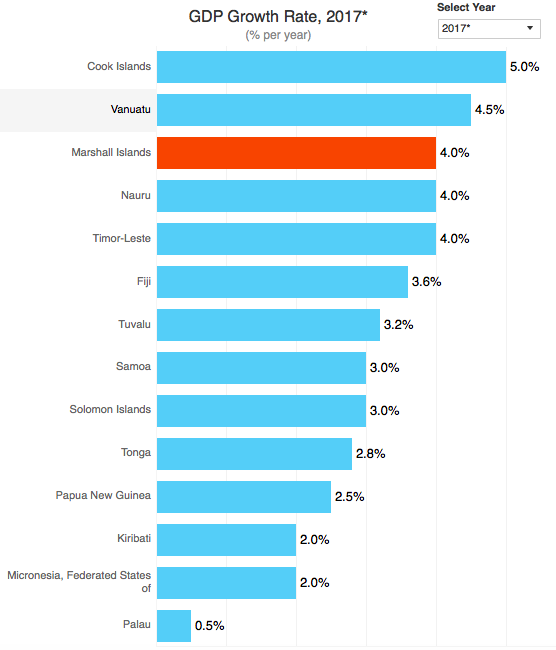 GDP Growth Rate, 2017*
(% per year)
Select Year
2017*
Cook Islands 5.0%
Vanuatu 4.5%
Marshall Islands 4.0%
Nauru 4.0%
Timor-Leste 4.0%
Fiji 3.6%
Tuvalu 3.2%
Samoa 3.0%
Solomon Islands 3.0%
Tonga 2.8%
Papua New Guinea 2.5%
Kiribati 2.0%
Micronesia, Federated States
of 2.0%
Palau 0.5%